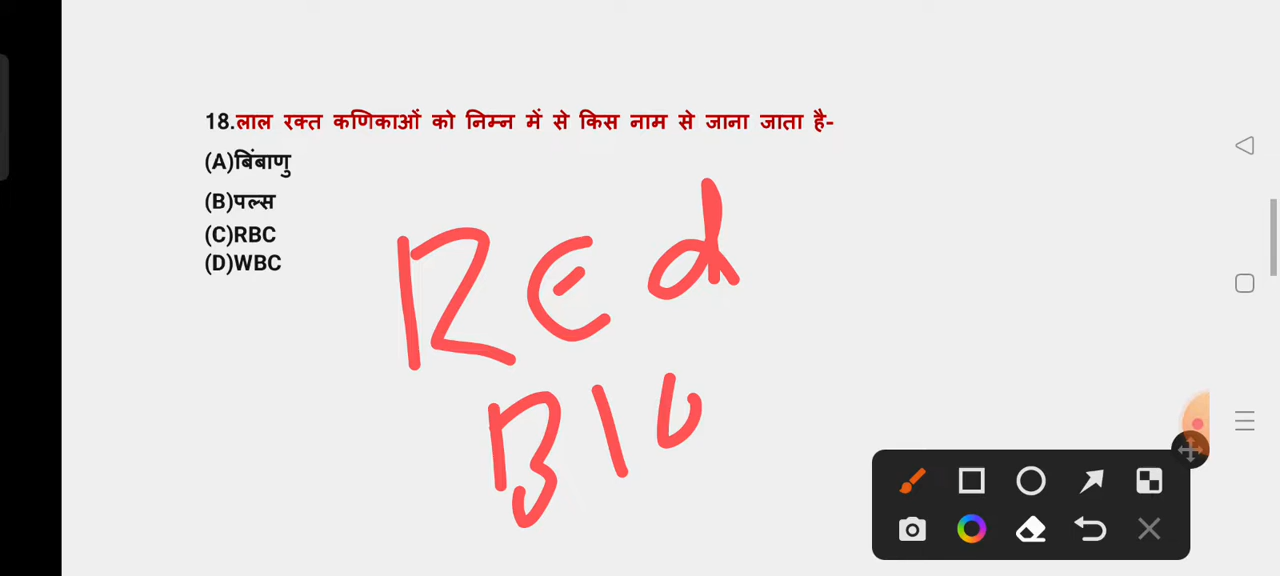 18.लाल रक्त कणिकाओं को निम्न में से किस नाम से जाना जाता है-
(A)बिंबाणु
(B)पल्स
(C)RBC
(D)WBC
REd
Blo